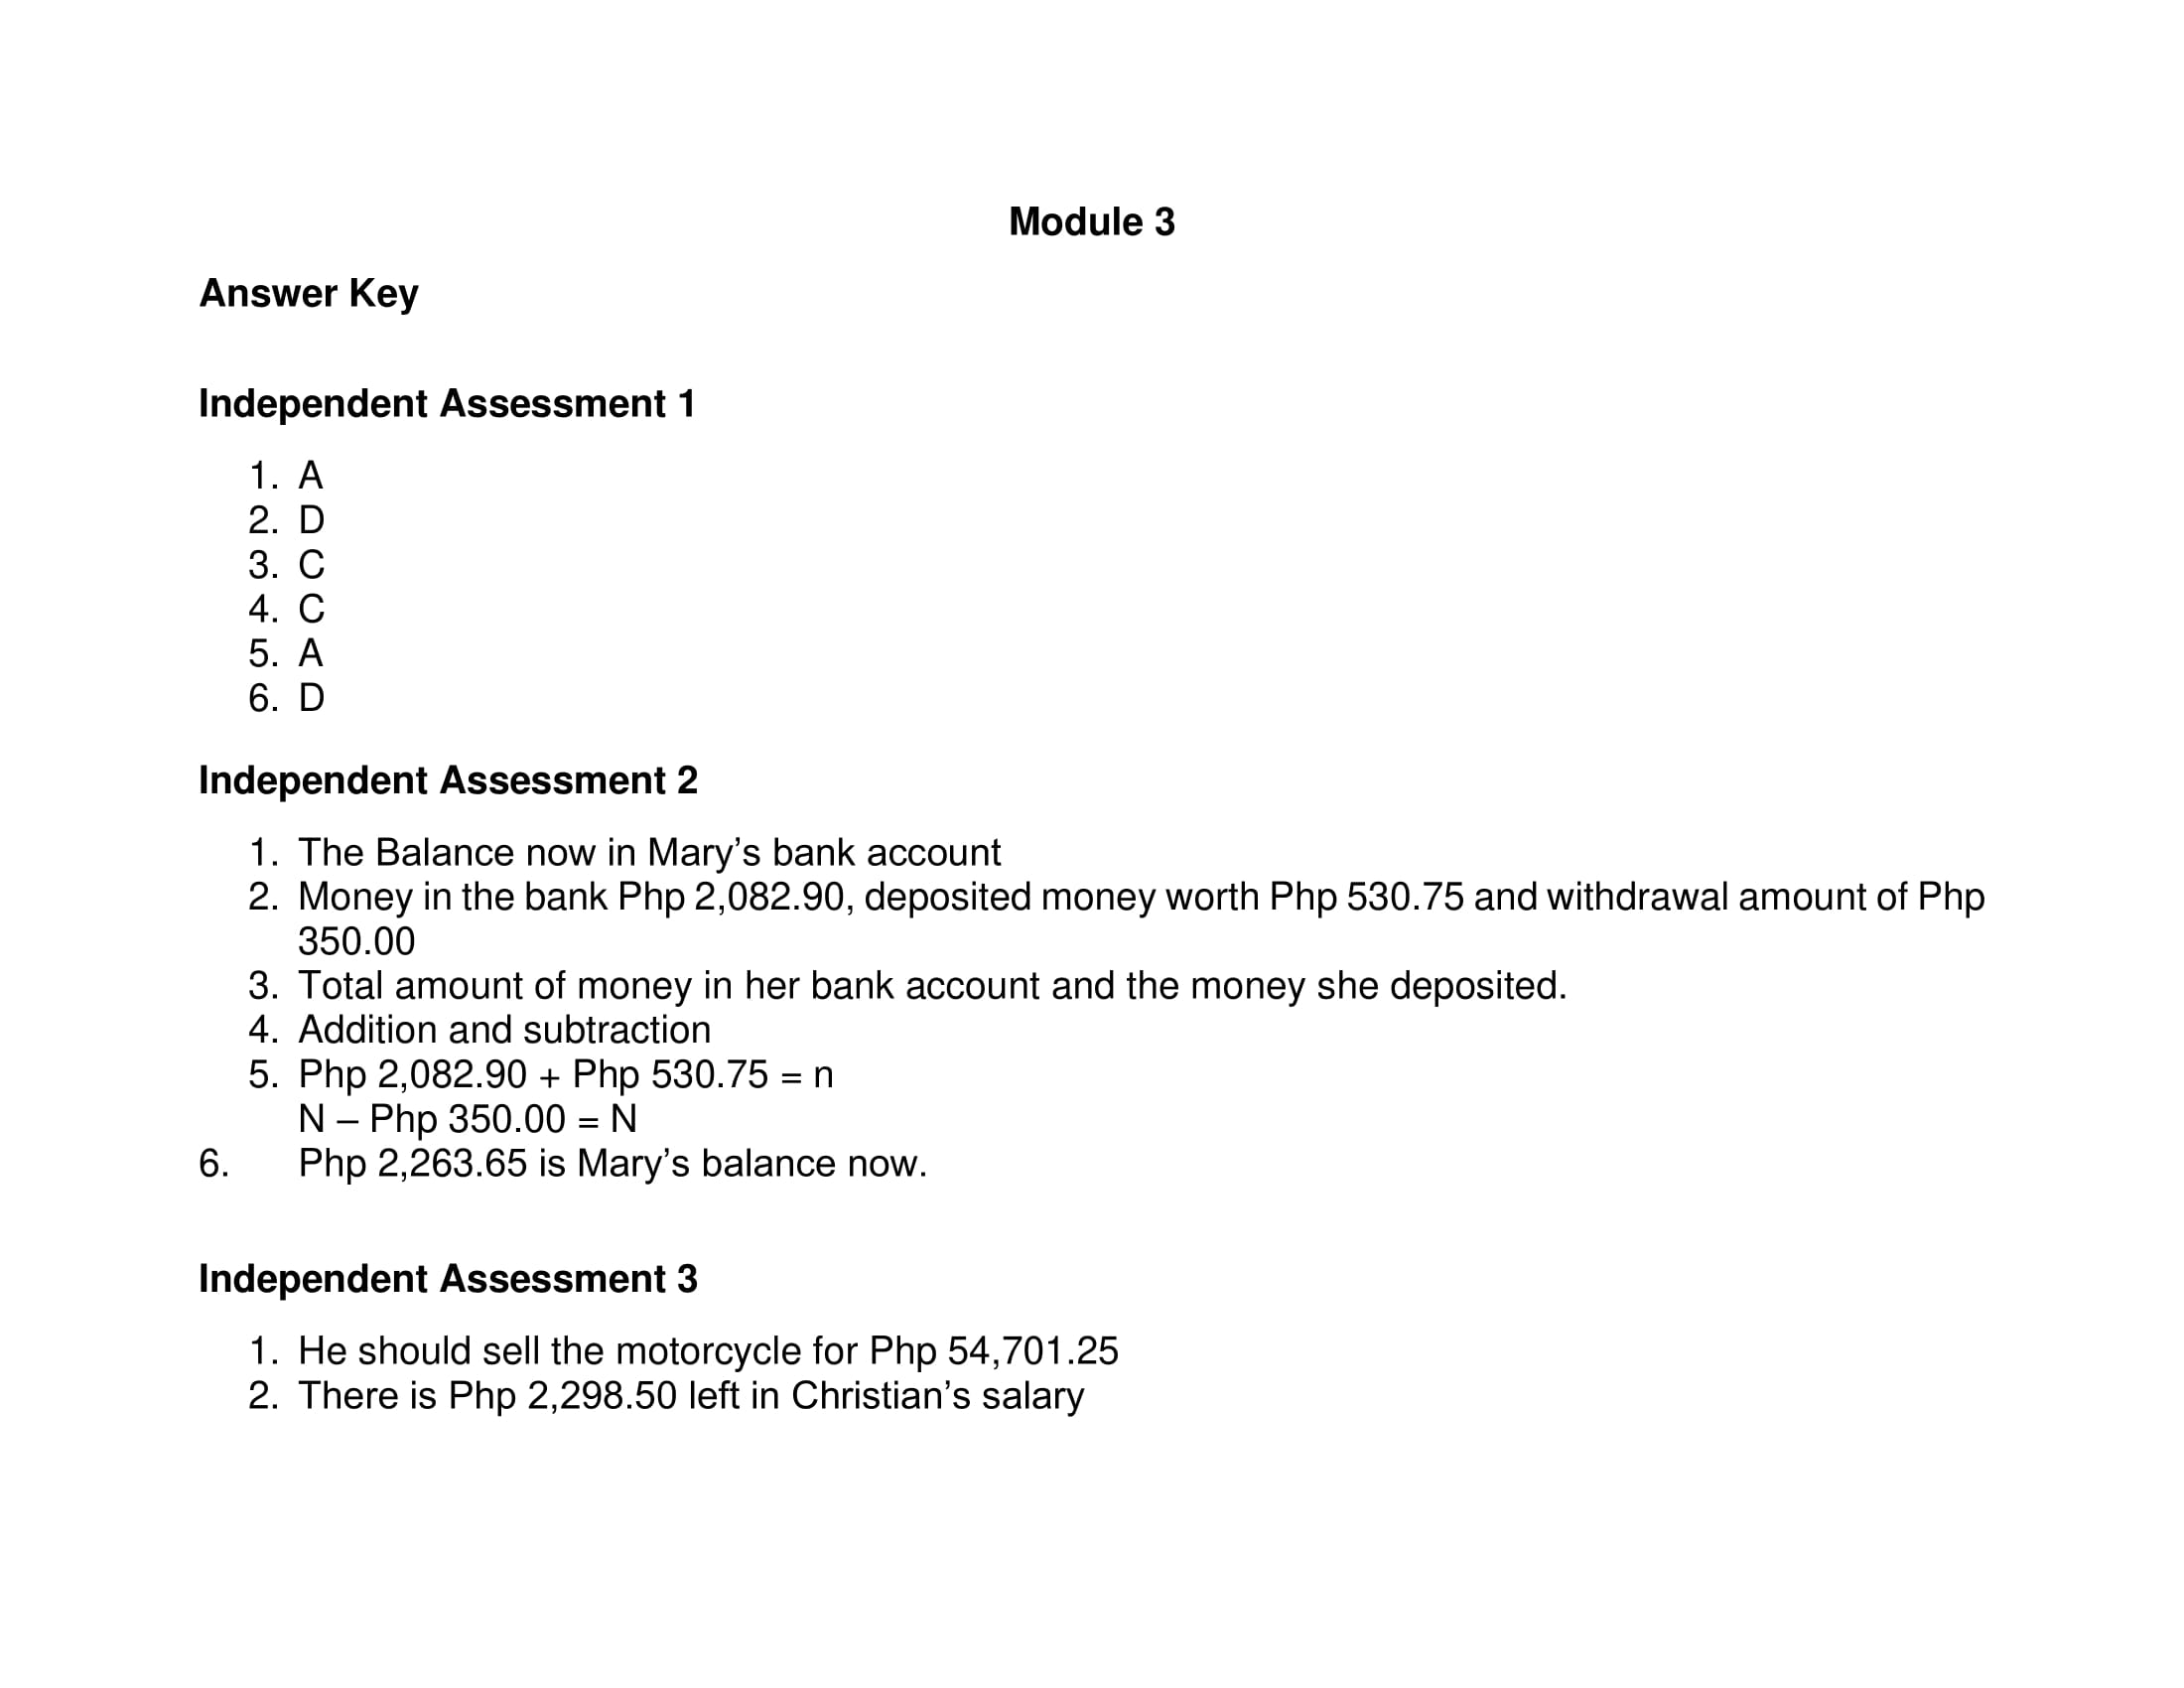 Module 3
Answer Key
Independent Assessment 1
1. A
2. D
3. C
4. C
5. A
6. D
Independent Assessment 2
1. The Balance now in Mary’s bank account
2. Money in the bank Php 2,082.90, deposited money worth Php 530.75 and withdrawal amount of Php
350.00
3. Total amount of money in her bank account and the money she deposited.
4. Addition and subtraction
5. Php 2,082.90 + Php 530.75 = n
N – Php 350.00 = N
6. Php 2,263.65 is Mary’s balance now.
Independent Assessment 3
1. He should sell the motorcycle for Php 54,701.25
2. There is Php 2,298.50 left in Christian’s salary